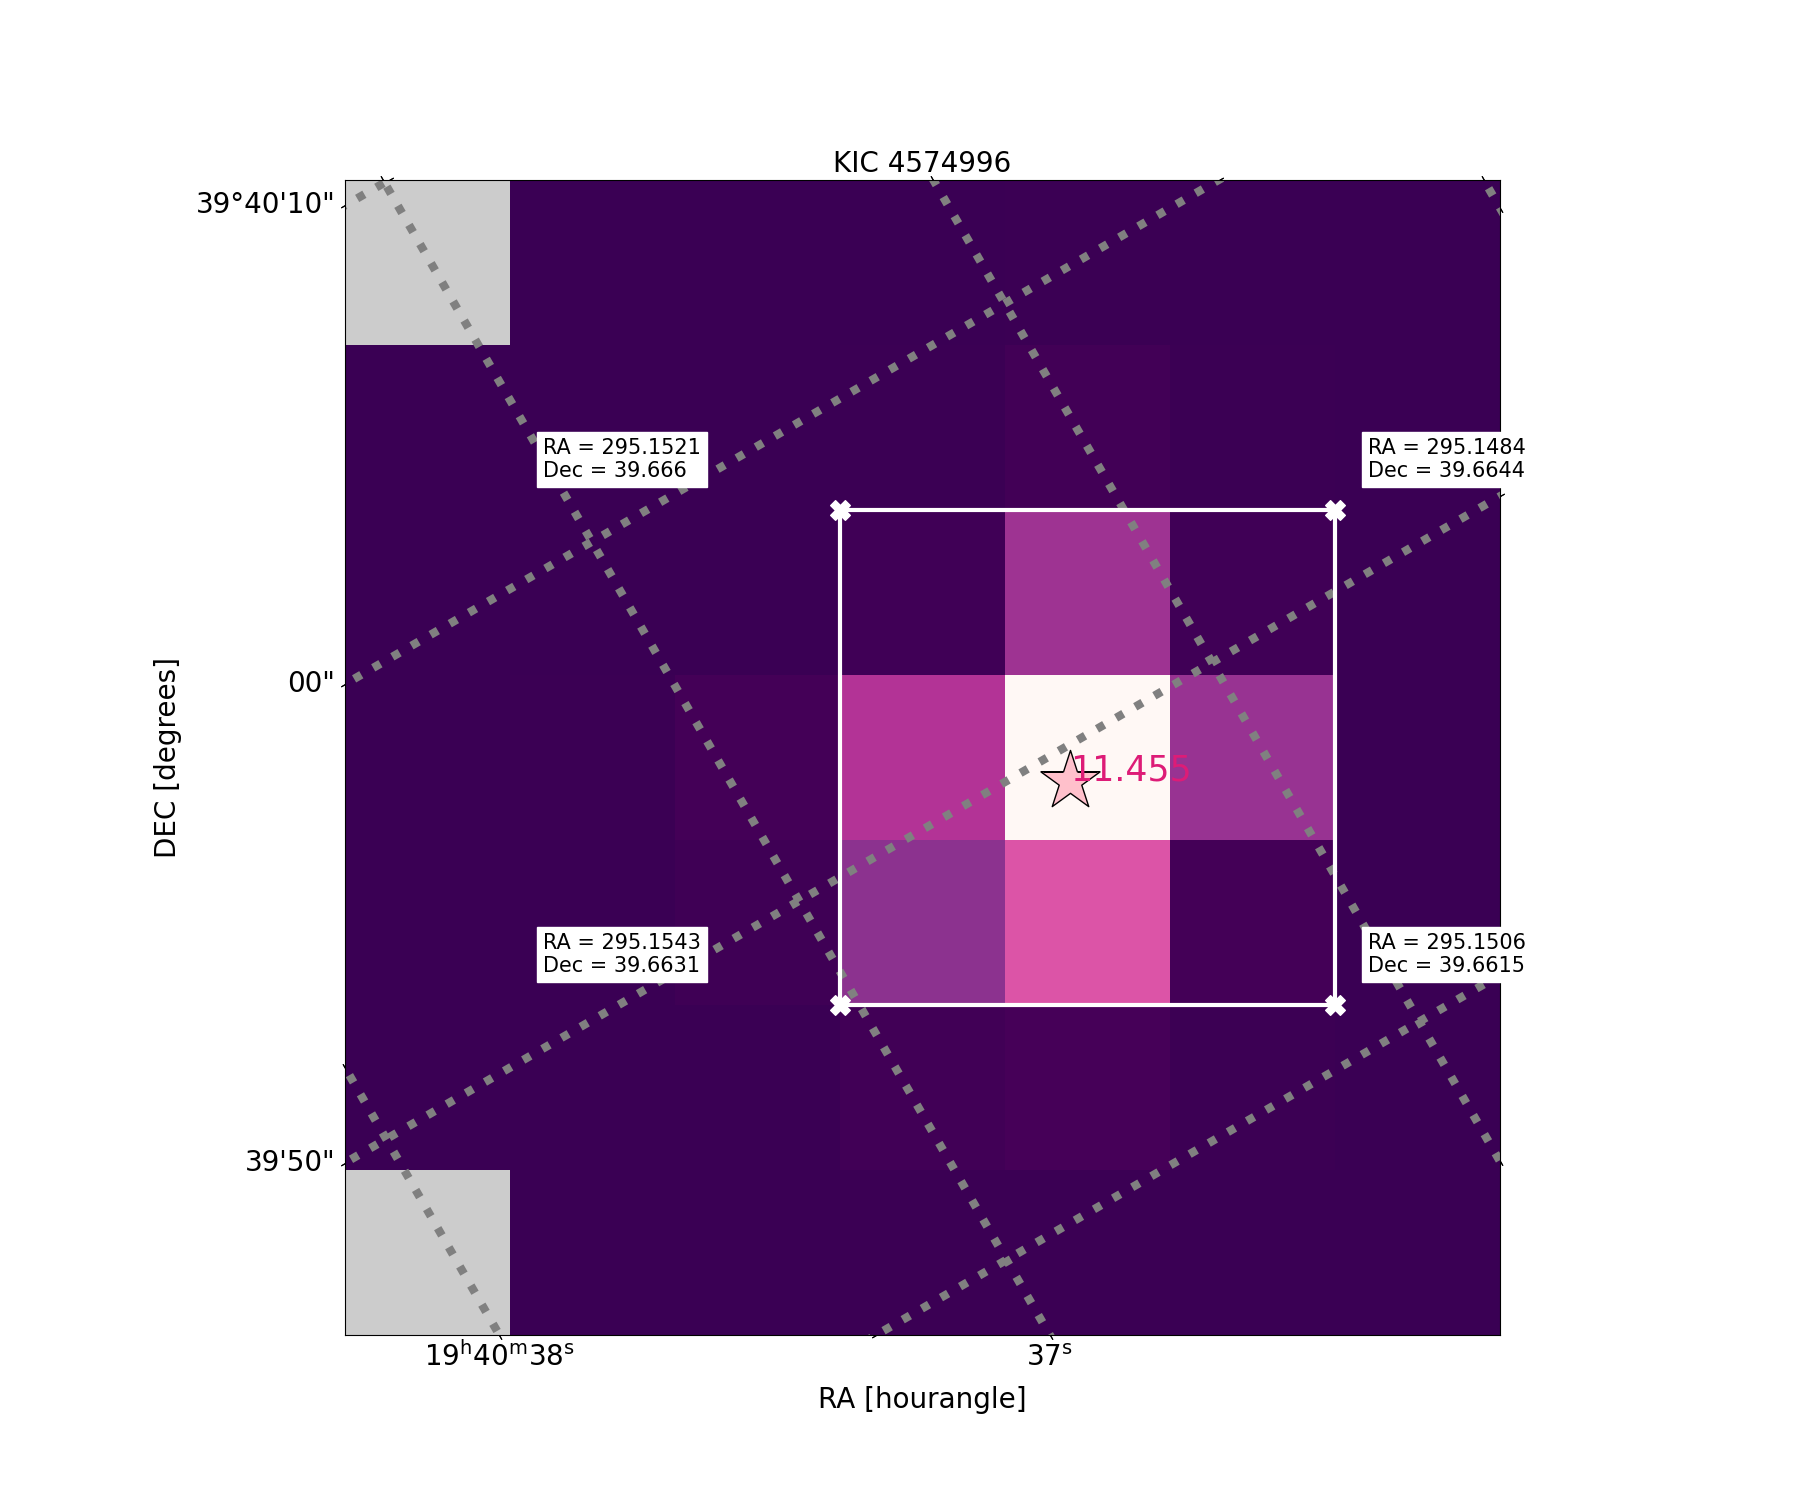 KIC 4574996
39°40'10"
RA = 295.1521
Dec = 39.666
RA = 295.1484
Dec = 39.6644
00"
11.455
DEC [degrees]
RA = 295.1543
Dec = 39.6631
RA = 295.1506
Dec = 39.6615
39'50"
19ʰ40ᵐ38ˢ
37ˢ
RA [hourangle]